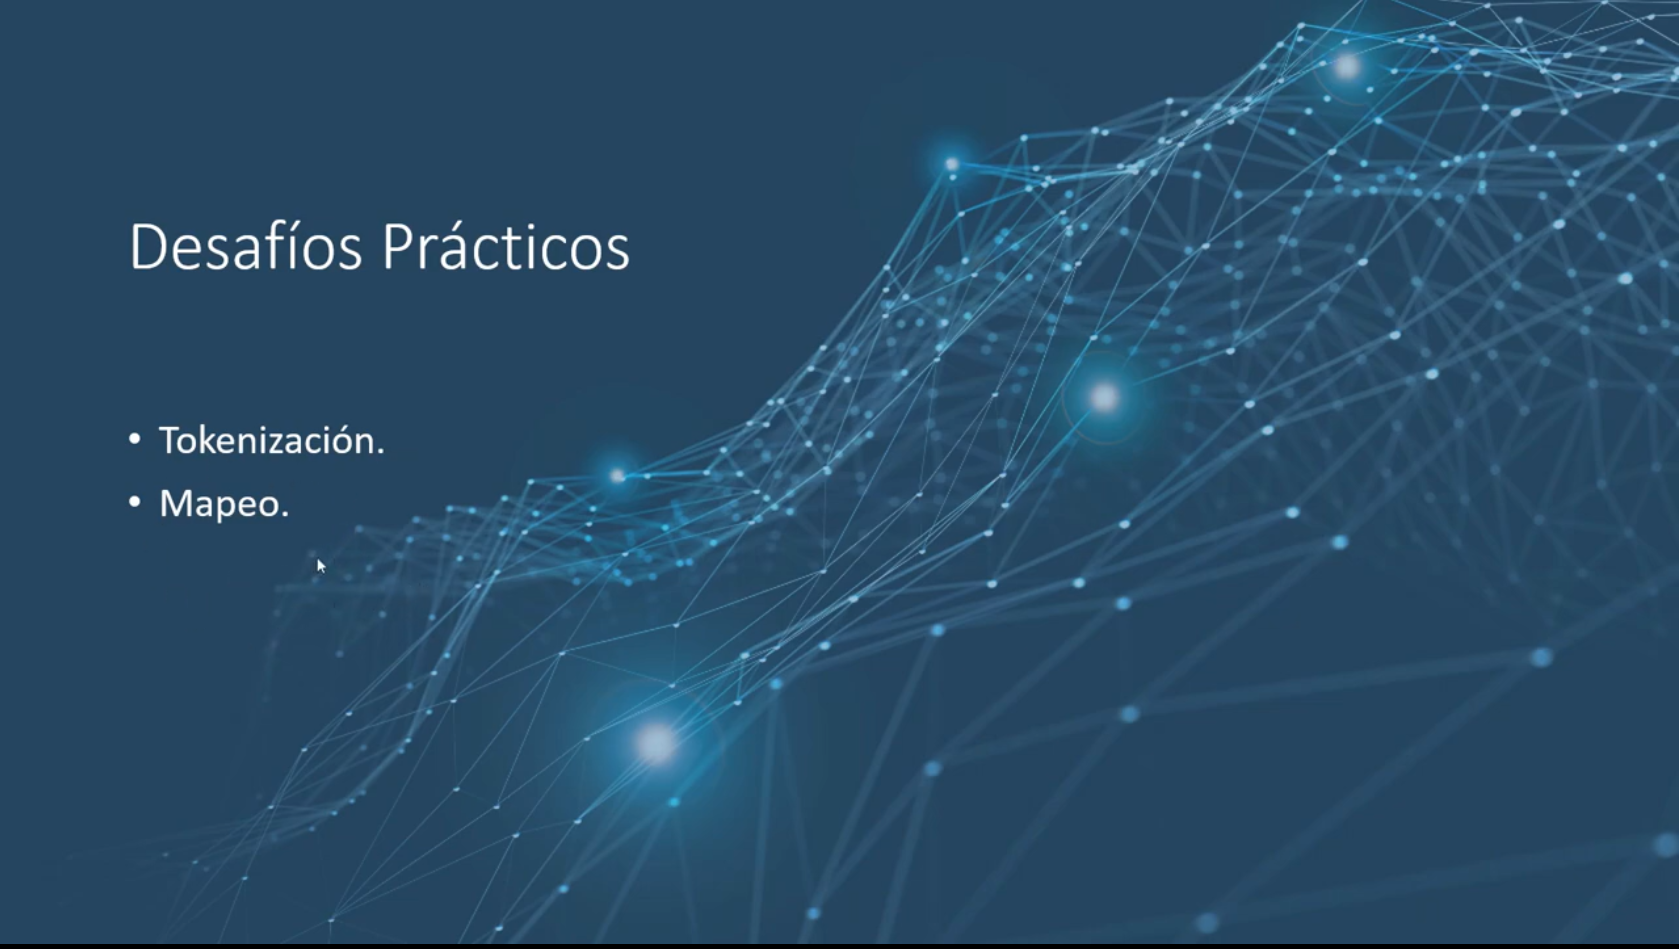 Desafíos Prácticos
• Tokenización.
• Mapeo.